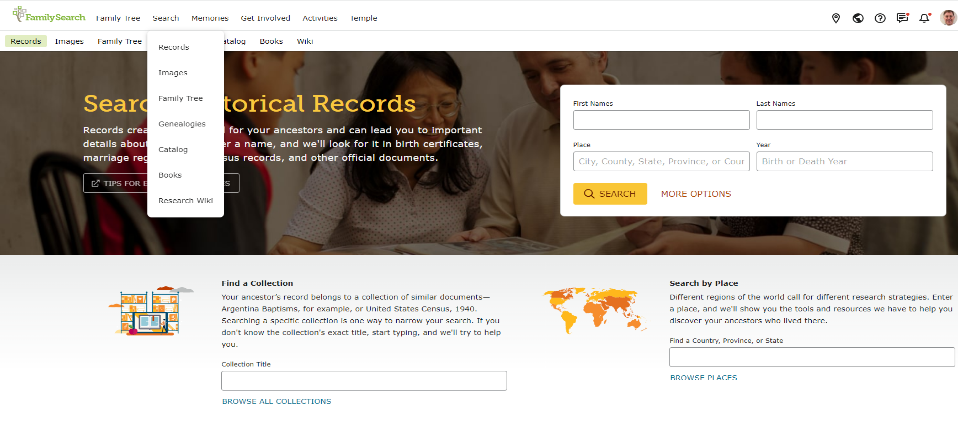 FamilySearch
Family Tree Search Memories Get Involved Activities Temple
Records Images Family Tree Books Wiki
Records
Images
Family Tree
Genealogies
Catalog
Books
Research Wiki
Sear torical Records
Records crea for your ancestors and can lead you to important
details abou er a name, and we'll look for it in birth certificates,
marriage reg sus records, and other official documents.
TIPS FOR E
First Names
Last Names
Place
City, County, State, Province, or Cour
Year
Birth or Death Year
SEARCH
MORE OPTIONS
Find a Collection
Your ancestor's record belongs to a collection of similar documents—
Argentina Baptisms, for example, or United States Census, 1940.
Searching a specific collection is one way to narrow your search. If you
don't know the collection's exact title, start typing, and we'll try to help
you.
Collection Title
BROWSE ALL COLLECTIONS
Search by Place
Different regions of the world call for different research strategies. Enter
a place, and we'll show you the tools and resources we have to help you
discover your ancestors who lived there.
Find a Country, Province, or State
BROWSE PLACES